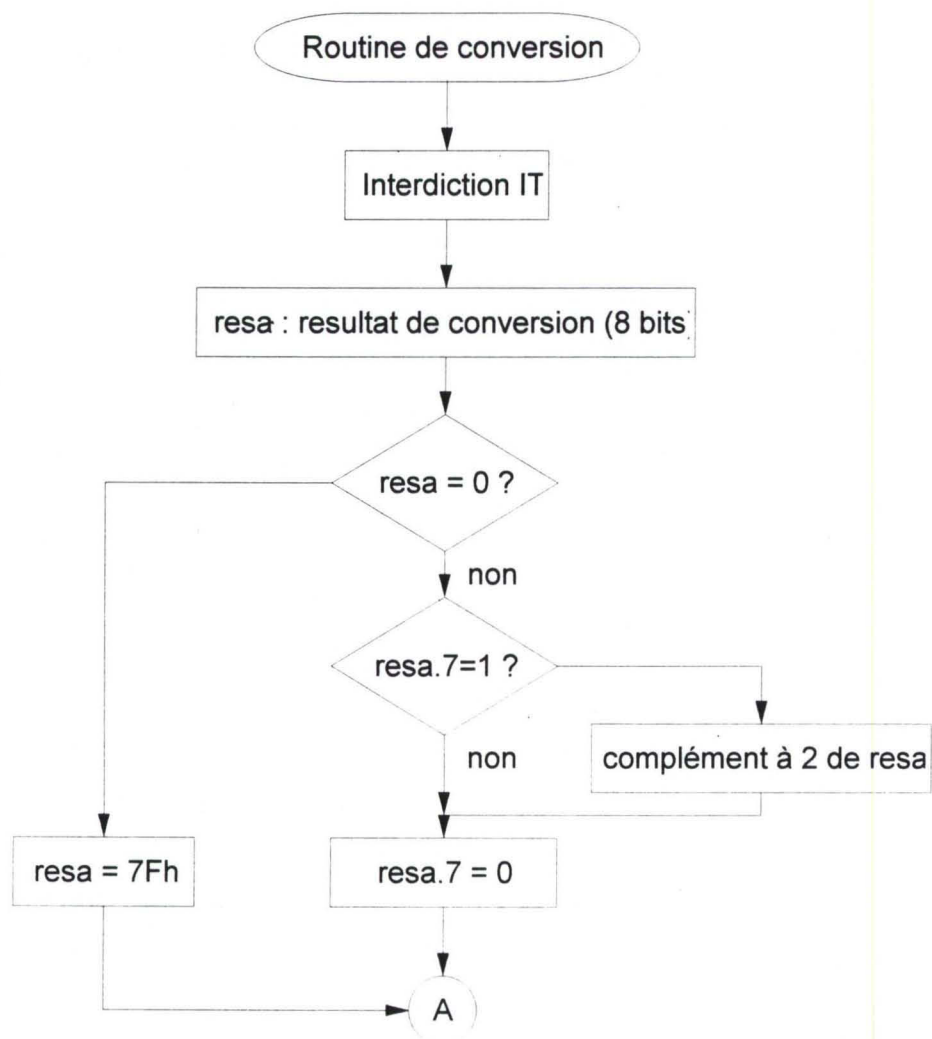 Routine de conversion
Interdiction IT
resa : resultat de conversion (8 bits)
resa = 0 ?
non
resa.7=1 ?
non
complément à 2 de resa
resa = 7Fh
resa.7 = 0
A